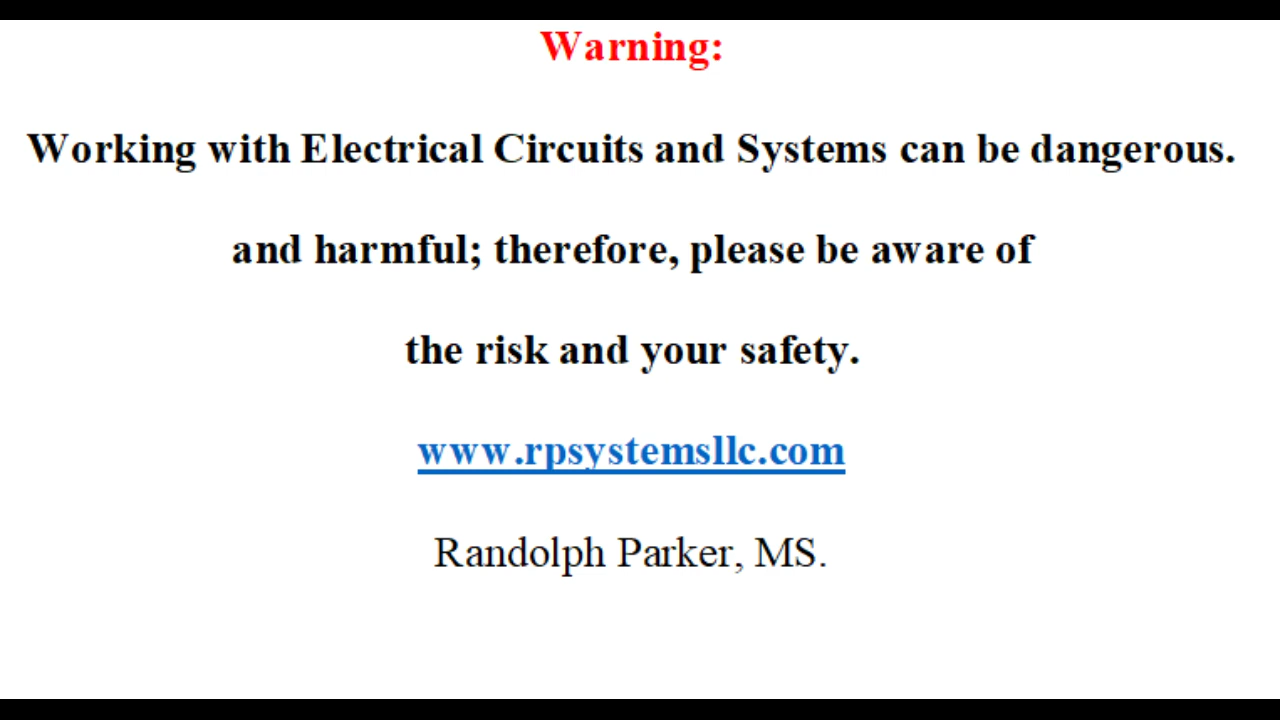 Warning:
Working with Electrical Circuits and Systems can be dangerous.
and harmful; therefore, please be aware of
the risk and your safety.
www.rpsystemsllc.com
Randolph Parker, MS.